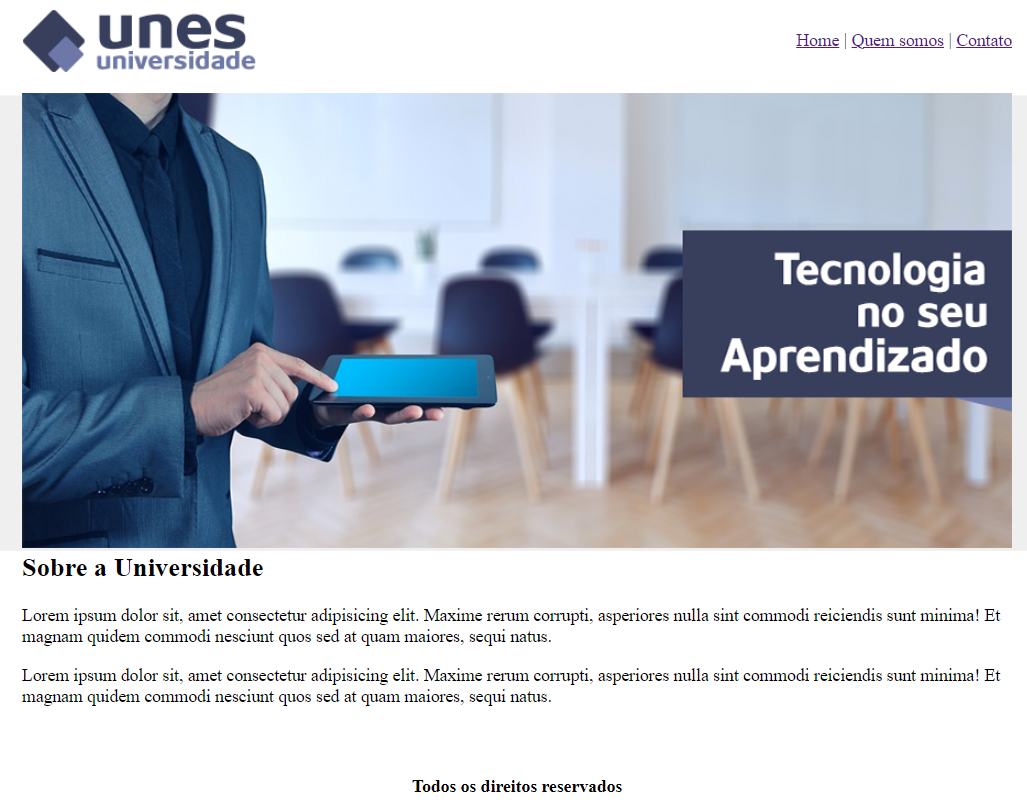 unes
universidade
Home | Quem somos | Contato
Tecnologia
no seu
Aprendizado
Sobre a Universidade
Lorem ipsum dolor sit, amet consectetur adipisicing elit. Maxime rerum corrupti, asperiores nulla sint commodi reiciendis sunt minima! Et
magnam quidem commodi nesciunt quos sed at quam maiores, sequi natus.
Lorem ipsum dolor sit, amet consectetur adipisicing elit. Maxime rerum corrupti, asperiores nulla sint commodi reiciendis sunt minima! Et
magnam quidem commodi nesciunt quos sed at quam maiores, sequi natus.
Todos os direitos reservados